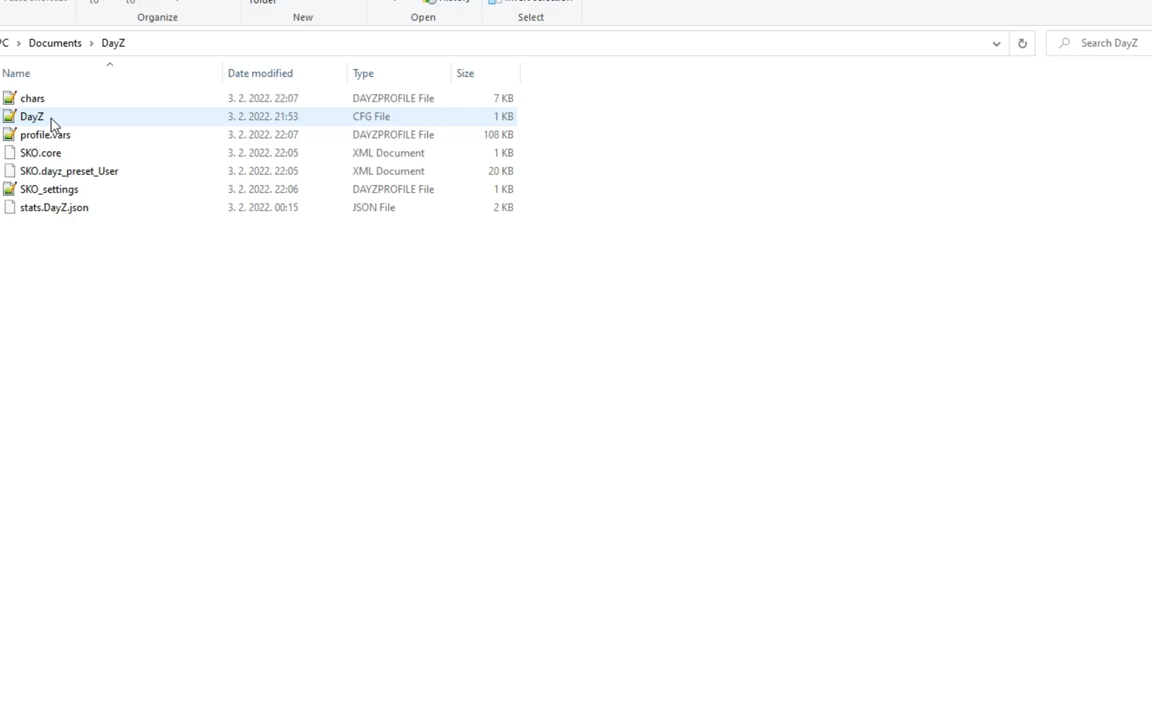 folder
History
Invert selection
Organize New Open Select
PC > Documents > DayZ Search DayZ
Name Date modified Type Size
chars 3. 2. 2022. 22:07 DAYZPROFILE File 7 KB
DayZ 3. 2. 2022. 21:53 CFG File 1 KB
profile.vars 3. 2. 2022. 22:07 DAYZPROFILE File 108 KB
SKO.core 3. 2. 2022. 22:05 XML Document 1 KB
SKO.dayz_preset_User 3. 2. 2022. 22:05 XML Document 20 KB
SKO_settings 3. 2. 2022. 22:06 DAYZPROFILE File 1 KB
stats.DayZ.json 3. 2. 2022. 00:15 JSON File 2 KB